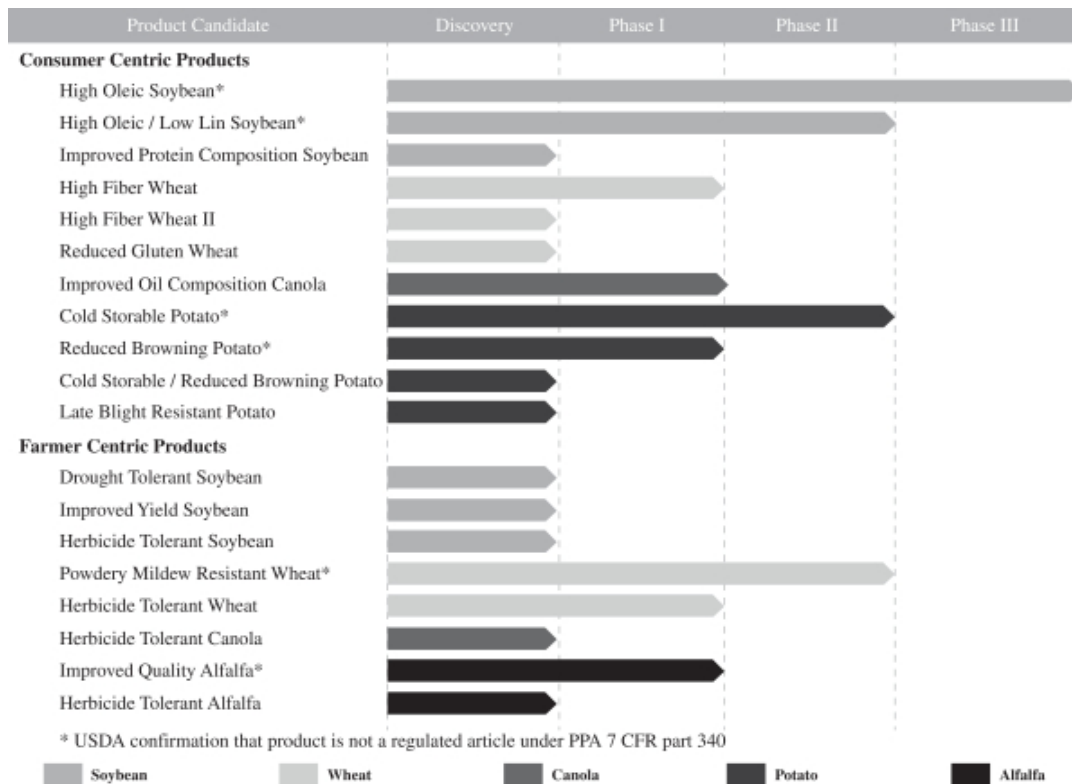 Product Candidate Discovery Phase I Phase II Phase III
Consumer Centric Products
High Oleic Soybean*
High Oleic / Low Lin Soybean*
Improved Protein Composition Soybean
High Fiber Wheat
High Fiber Wheat II
Reduced Gluten Wheat
Improved Oil Composition Canola
Cold Storable Potato*
Reduced Browning Potato*
Cold Storable / Reduced Browning Potato
Late Blight Resistant Potato
Farmer Centric Products
Drought Tolerant Soybean
Improved Yield Soybean
Herbicide Tolerant Soybean
Powdery Mildew Resistant Wheat*
Herbicide Tolerant Wheat
Herbicide Tolerant Canola
Improved Quality Alfalfa*
Herbicide Tolerant Alfalfa
* USDA confirmation that product is not a regulated article under PPA 7 CFR part 340
Soybean Wheat Canola Potato Alfalfa